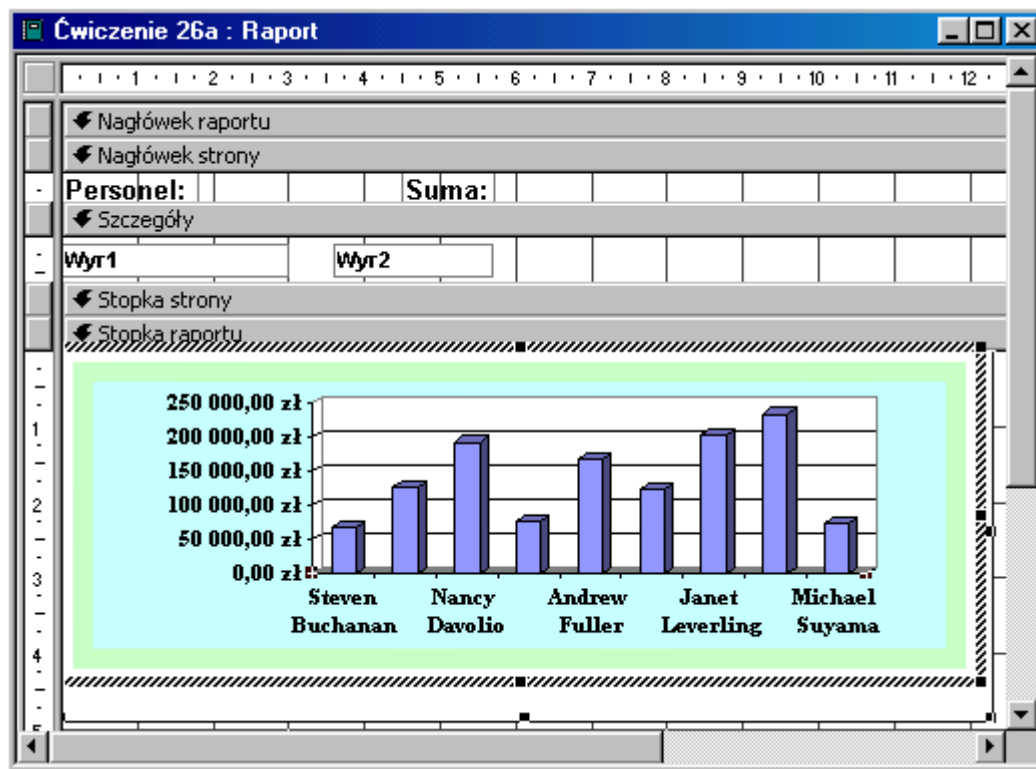 Ćwiczenie 26a : Raport
1 2 3 4 5 6 7 8 9 10 11 12
Nagłówek raportu
Nagłówek strony
Personel: Suma:
Szczegóły
Wyr1 Wyr2
Stopka strony
Stopka raportu
250 000,00 zł
200 000,00 zł
1
150 000,00 zł
2
100 000,00 zł
50 000,00 zł
3
0,00 zł
Steven Nancy Andrew Janet Michael
Buchanan Davolio Fuller Leverling Suyama
4
5